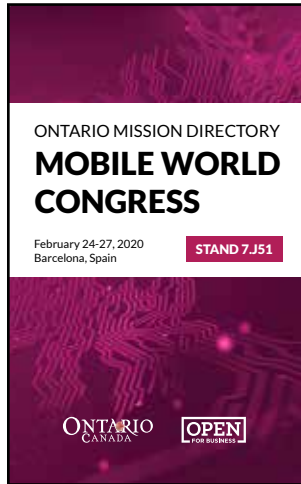 ONTARIO MISSION DIRECTORY
MOBILE WORLD
CONGRESS
February 24-27, 2020
Barcelona, Spain
STAND 7.J51
ONTARIO
CANADA
OPEN
FOR BUSINESS